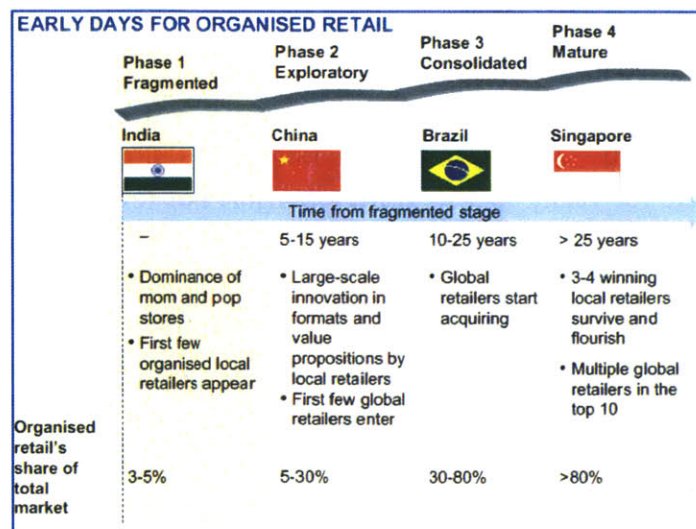 EARLY DAYS FOR ORGANISED RETAIL
Phase 1
Fragmented
Phase 2
Exploratory
Phase 3
Consolidated
Phase 4
Mature
India
China
Brazil
Singapore
Time from fragmented stage
–
5-15 years
10-25 years
> 25 years
• Dominance of
mom and pop
stores
• First few
organised local
retailers appear
• Large-scale
innovation in
formats and
value
propositions by
local retailers
• First few global
retailers enter
• Global
retailers start
acquiring
• 3-4 winning
local retailers
survive and
flourish
• Multiple global
retailers in the
top 10
Organised
retail's
share of
total
market
3-5%
5-30%
30-80%
>80%